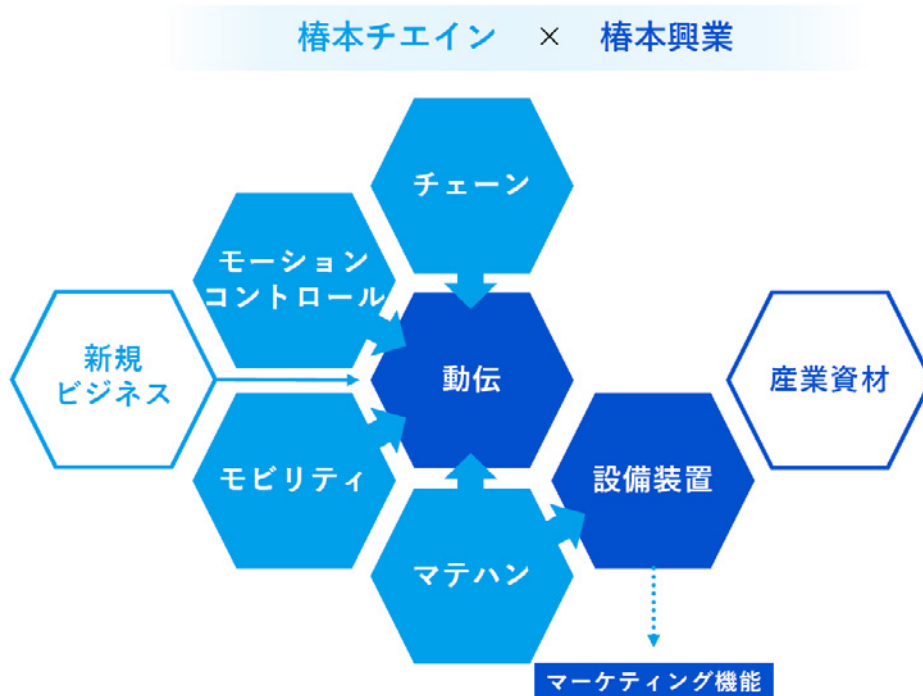 椿本チエイン × 椿本興業
チェーン
モーション
コントロール
新規
ビジネス
動伝
産業資材
モビリティ
設備装置
マテハン
マーケティング機能